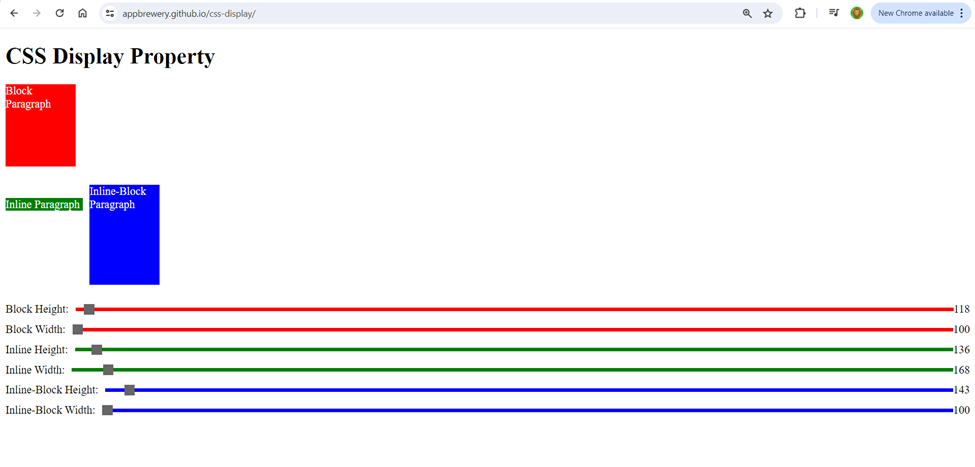 appbrewery.github.io/css-display/
New Chrome available
CSS Display Property
Block
Paragraph
Inline Paragraph
Inline-Block
Paragraph
Block Height: 118
Block Width: 100
Inline Height: 136
Inline Width: 168
Inline-Block Height: 143
Inline-Block Width: 100